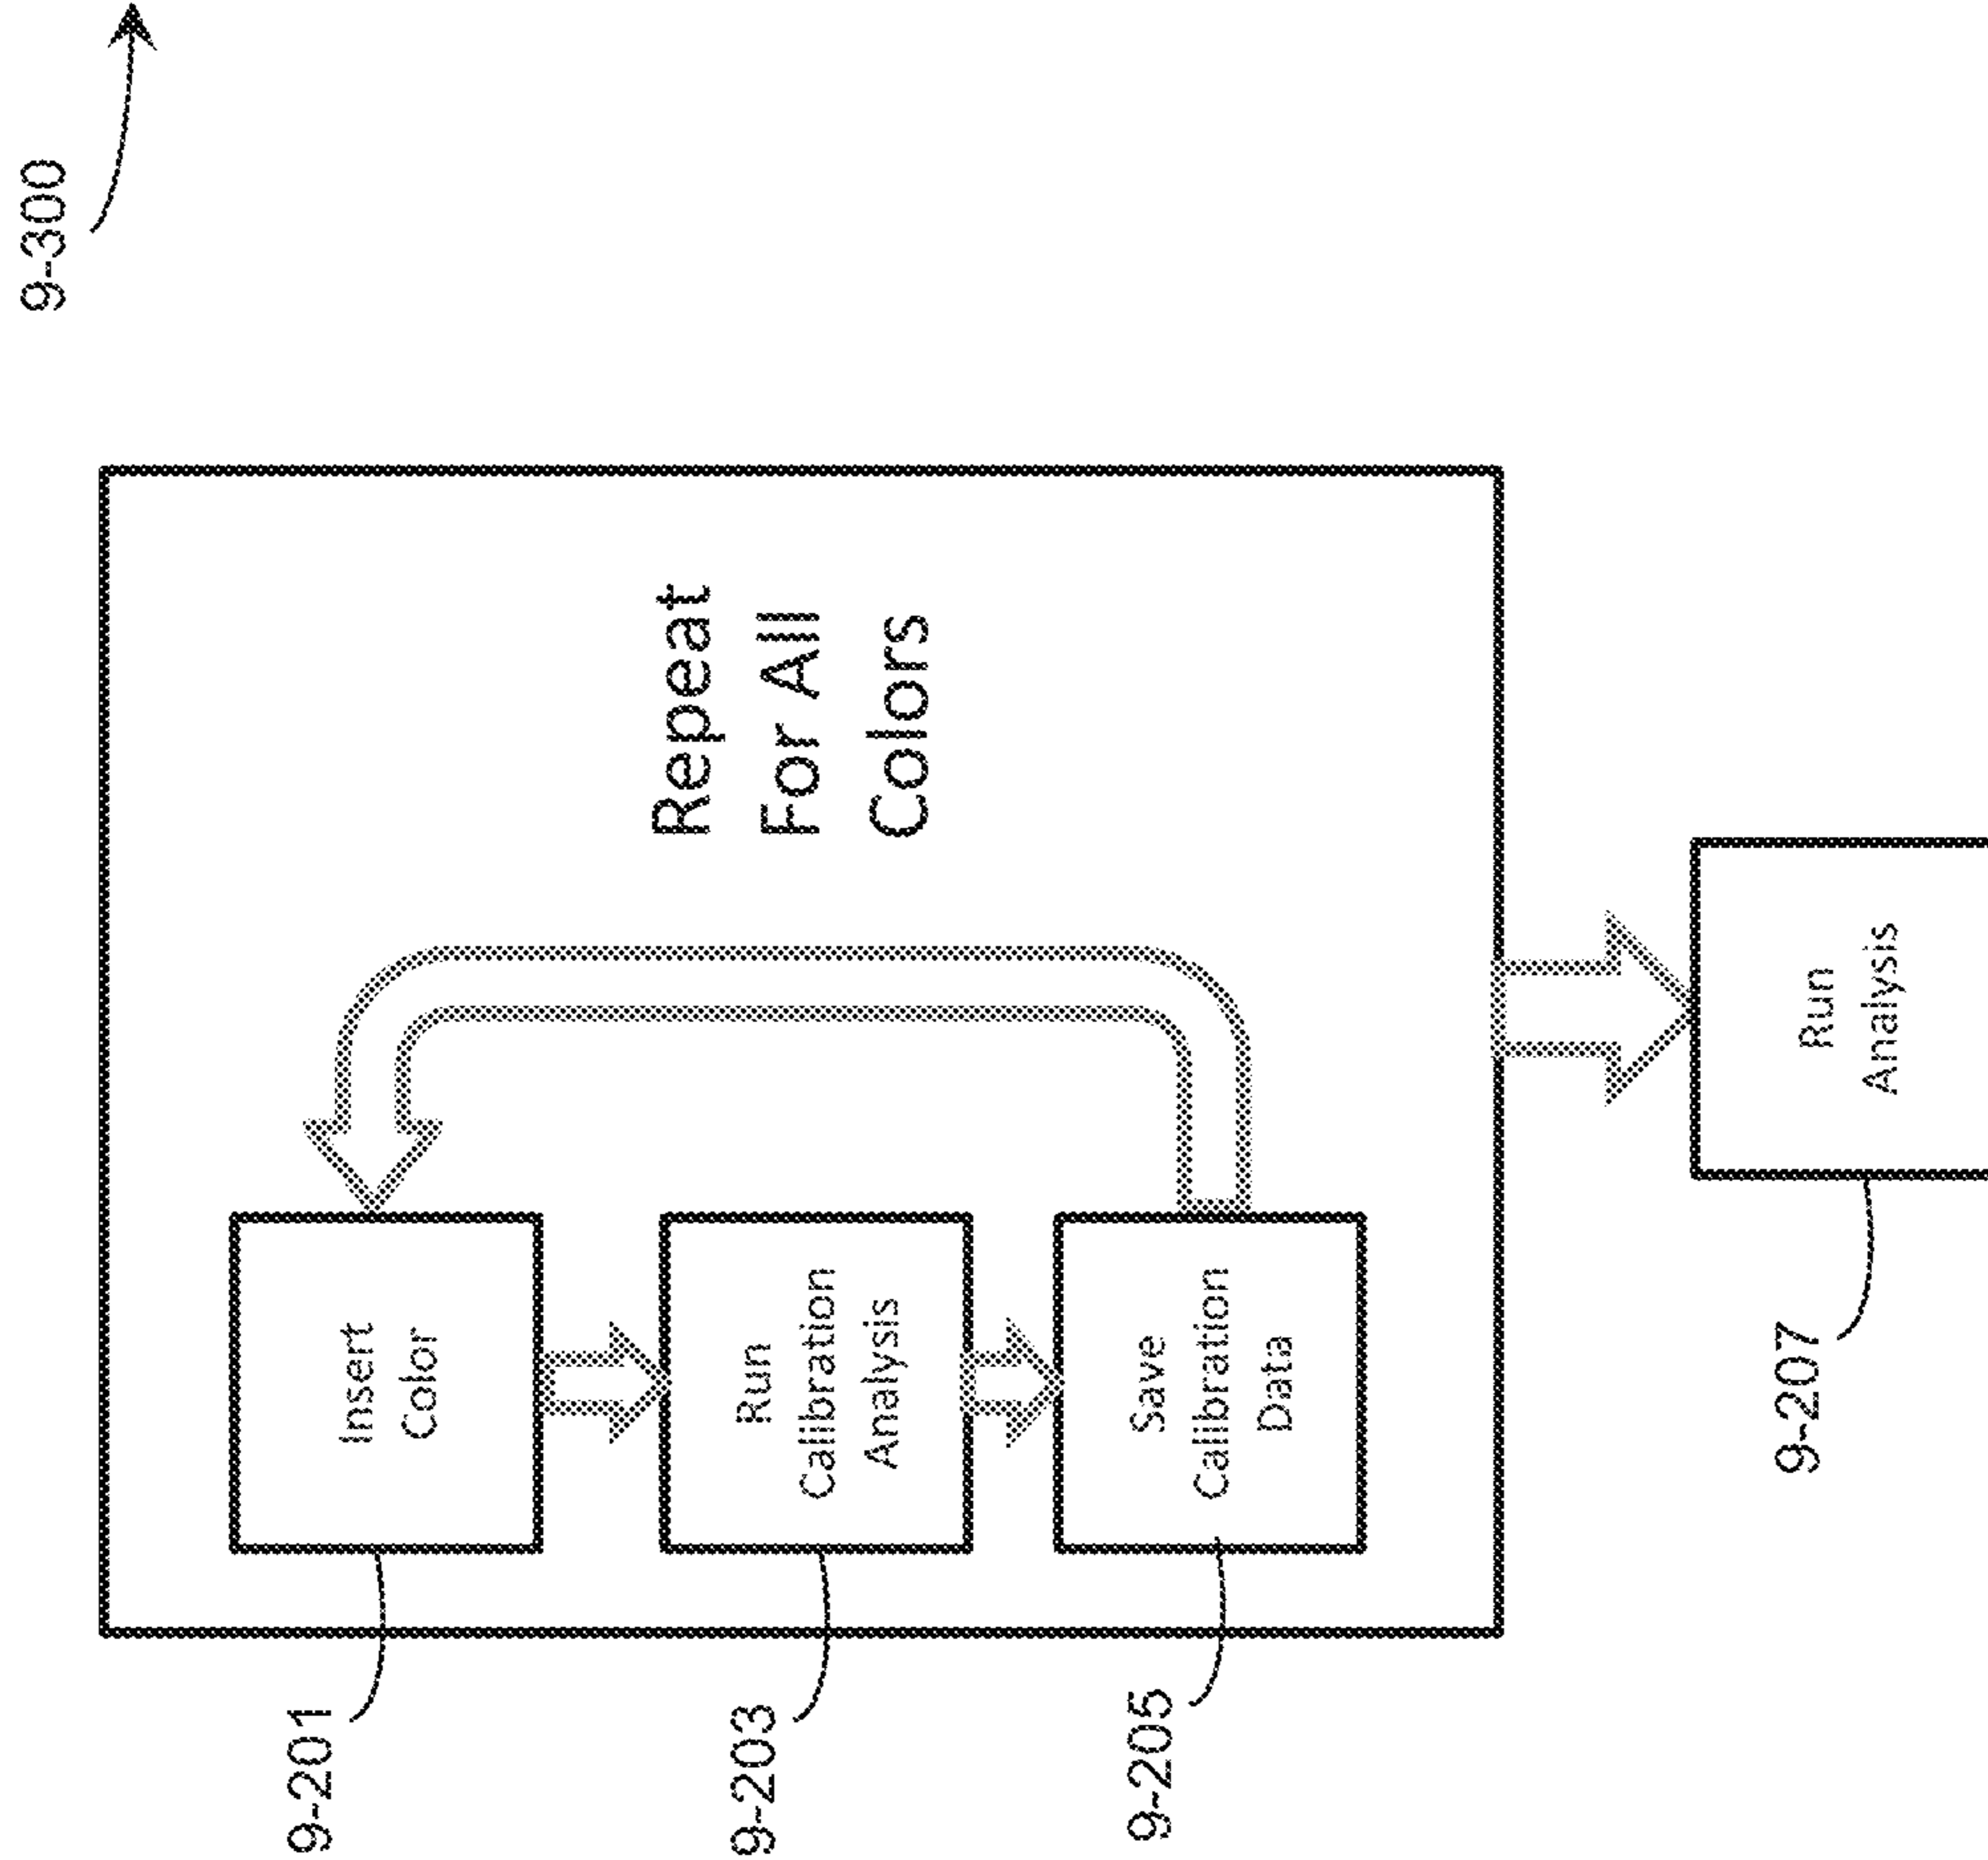 9-300
9-201
Insert
Color
9-203
Run
Calibration
Analysis
9-205
Save
Calibration
Data
Repeat
For All
Colors
9-207
Run
Analysis